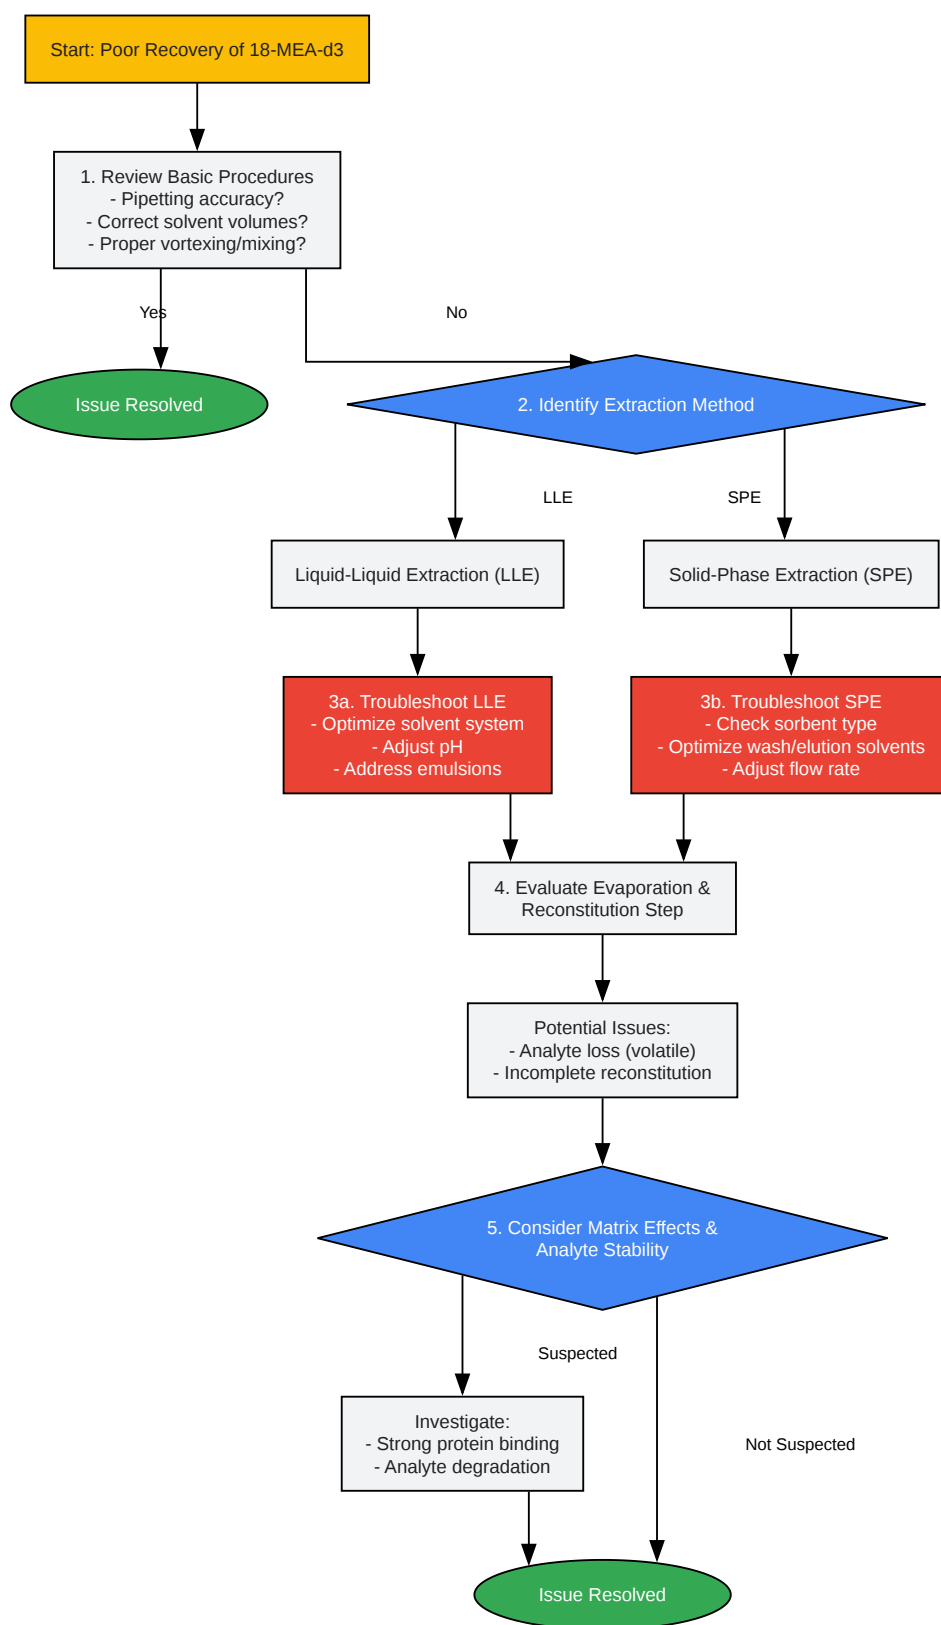 Start: Poor Recovery of 18-MEA-d3
1. Review Basic Procedures
- Pipetting accuracy?
- Correct solvent volumes?
- Proper vortexing/mixing?
Yes
No
Issue Resolved
2. Identify Extraction Method
LLE
SPE
Liquid-Liquid Extraction (LLE)
Solid-Phase Extraction (SPE)
3a. Troubleshoot LLE
- Optimize solvent system
- Adjust pH
- Address emulsions
3b. Troubleshoot SPE
- Check sorbent type
- Optimize wash/elution solvents
- Adjust flow rate
4. Evaluate Evaporation &
Reconstitution Step
Potential Issues:
- Analyte loss (volatile)
- Incomplete reconstitution
5. Consider Matrix Effects &
Analyte Stability
Suspected
Not Suspected
Investigate:
- Strong protein binding
- Analyte degradation
Issue Resolved